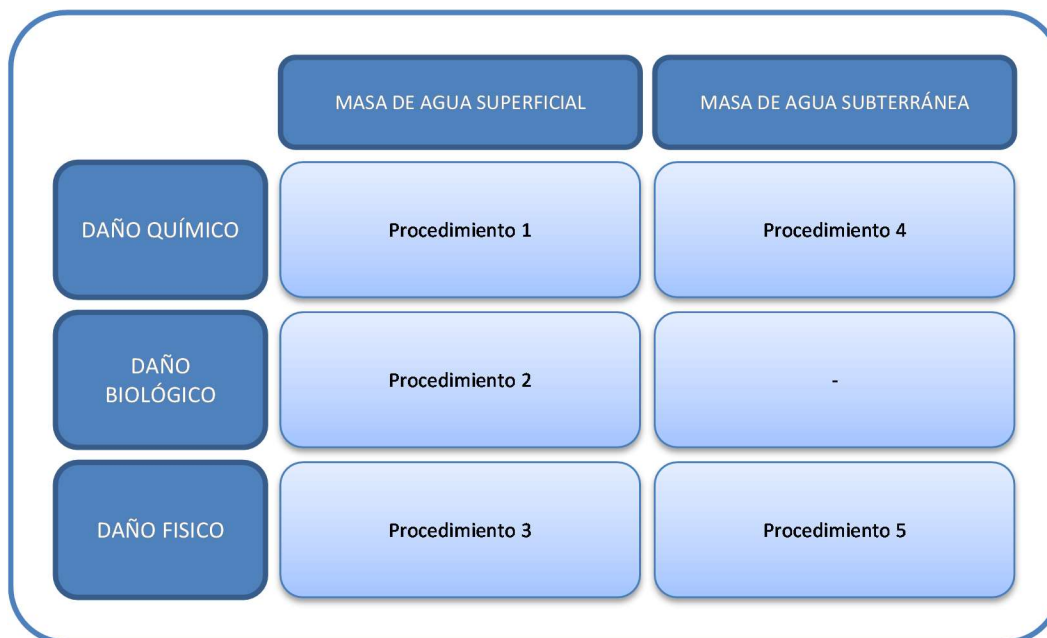 MASA DE AGUA SUPERFICIAL
MASA DE AGUA SUBTERRÁNEA
DAÑO QUÍMICO
Procedimiento 1
Procedimiento 4
DAÑO
BIOLÓGICO
Procedimiento 2
-
DAÑO FISICO
Procedimiento 3
Procedimiento 5